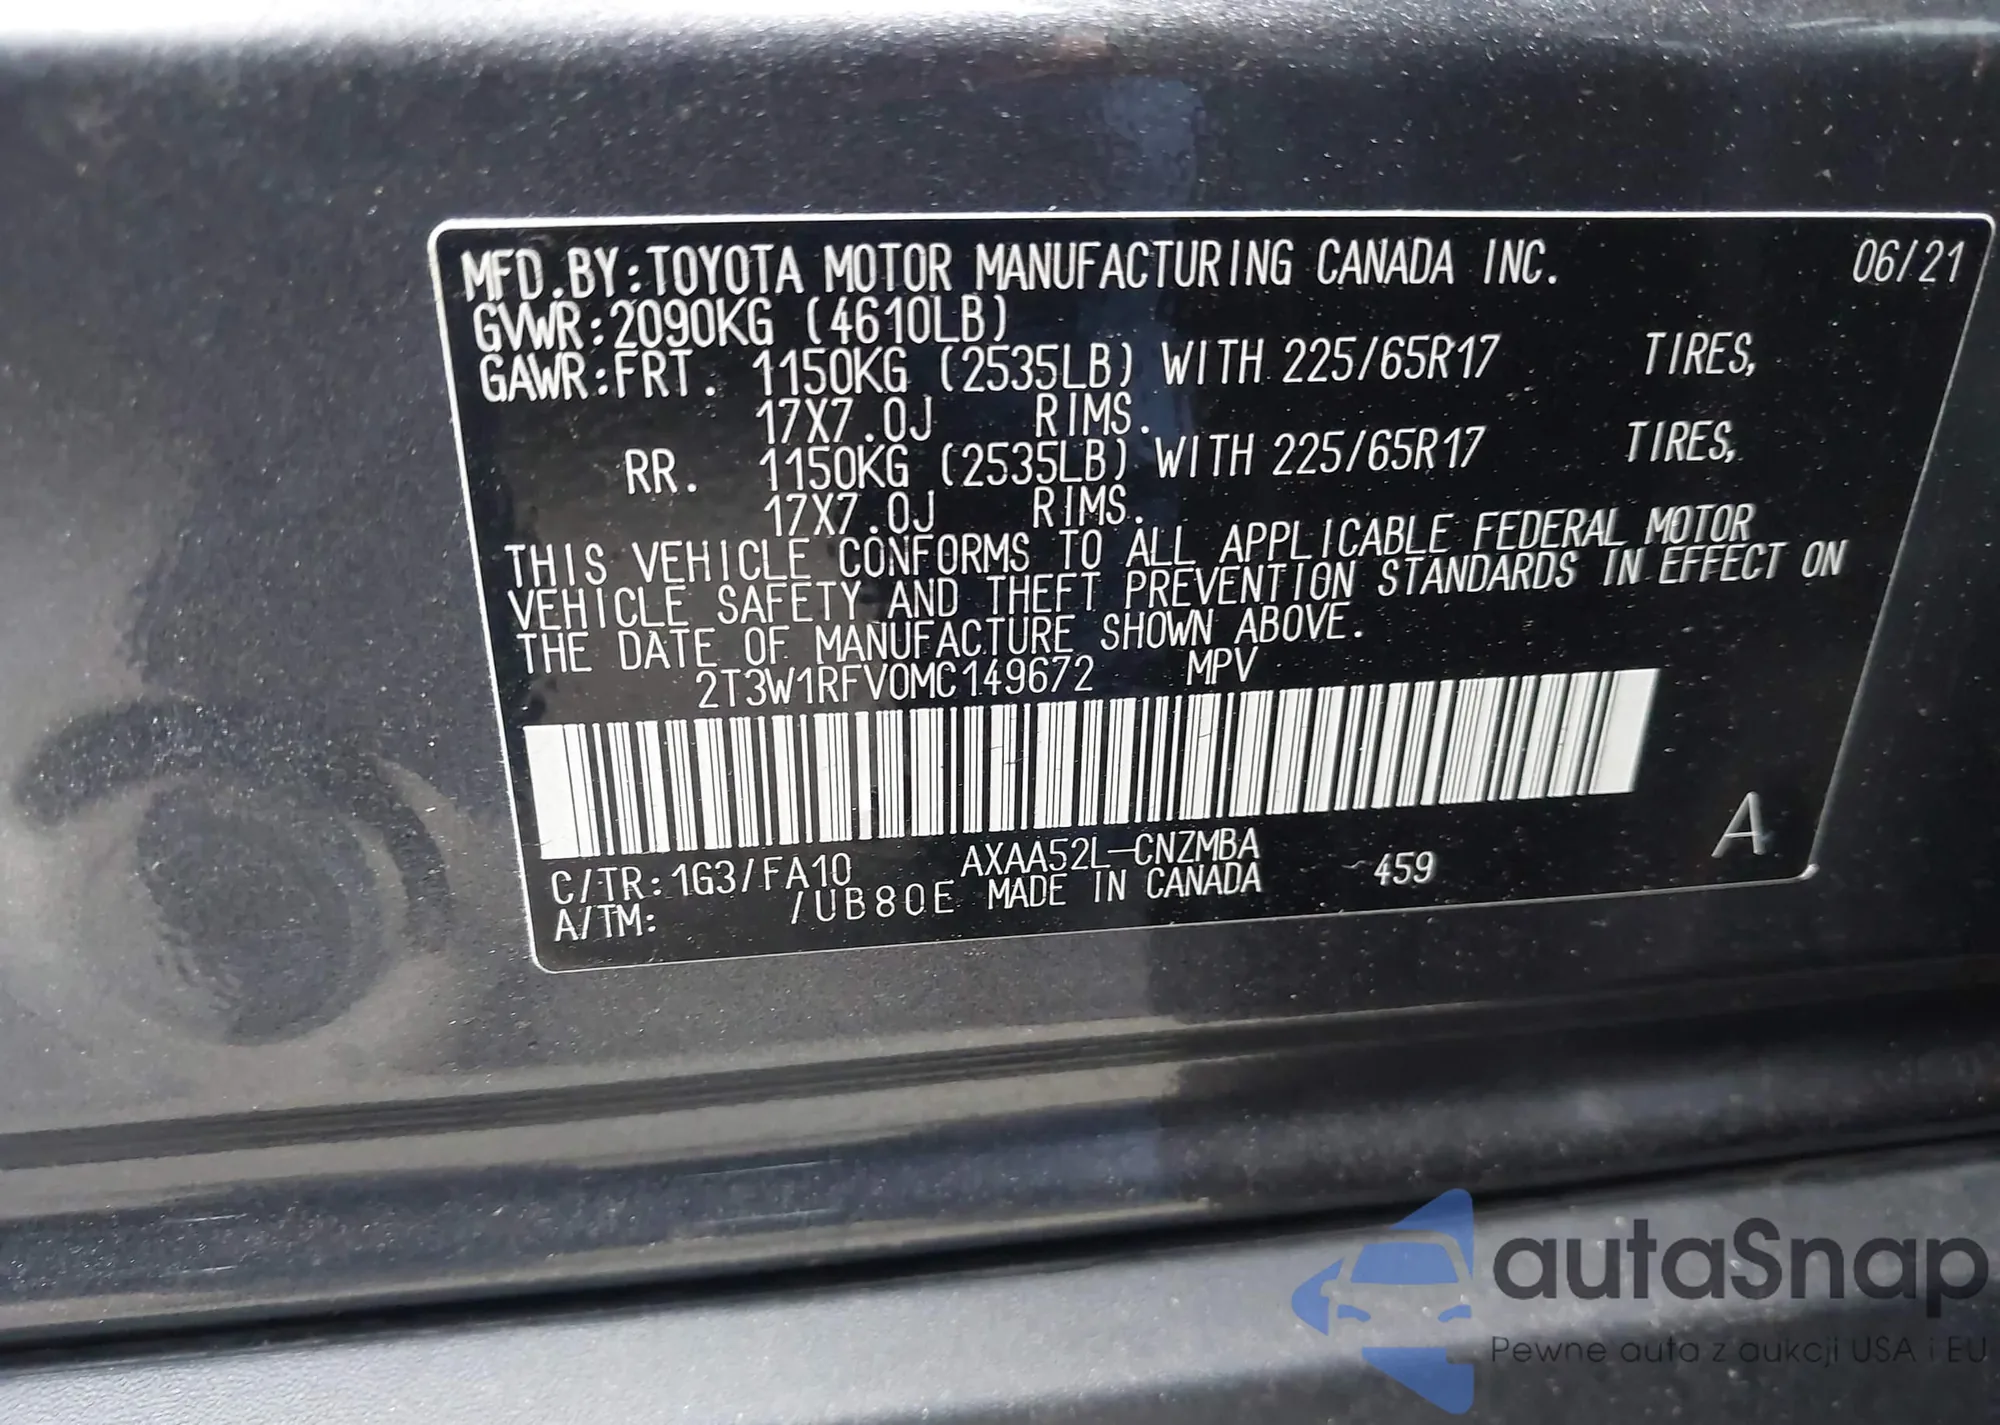 MFD.BY:TOYOTA MOTOR MANUFACTURING CANADA INC. 06/21
GVWR:2090KG (4610LB)
GAWR:FRT. 1150KG (2535LB) WITH 225/65R17 TIRES,
17X7.0J RIMS.
RR. 1150KG (2535LB) WITH 225/65R17 TIRES,
17X7.0J RIMS.
THIS VEHICLE CONFORMS TO ALL APPLICABLE FEDERAL MOTOR
VEHICLE SAFETY AND THEFT PREVENTION STANDARDS IN EFFECT ON
THE DATE OF MANUFACTURE SHOWN ABOVE.
2T3W1RFV0MC149672 MPV
C/TR:1G3/FA10 AXAA52L-CNZMBA 459 A
A/TM: /UB80E MADE IN CANADA
autaSnap
Pewne auta z aukcji USA i EU